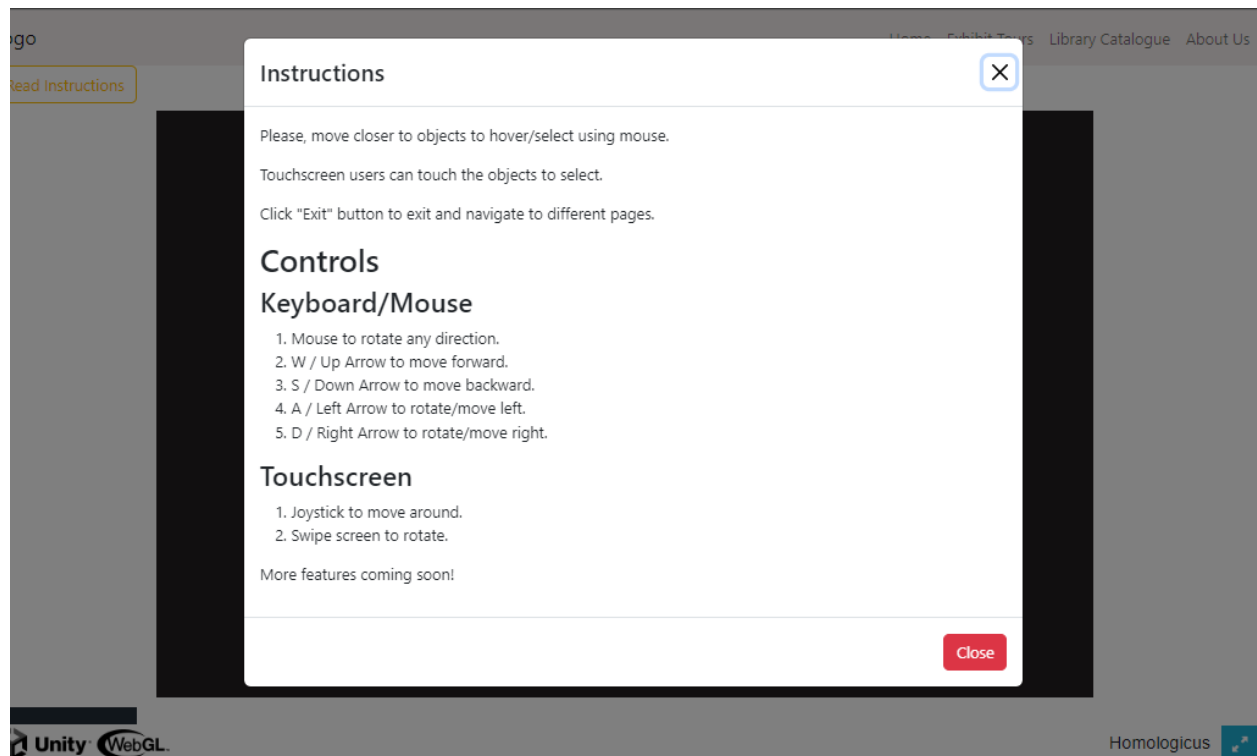 ogo
Home Exhibit Tours Library Catalogue About Us
Read Instructions
Instructions
Please, move closer to objects to hover/select using mouse.
Touchscreen users can touch the objects to select.
Click "Exit" button to exit and navigate to different pages.
Controls
Keyboard/Mouse
1. Mouse to rotate any direction.
2. W / Up Arrow to move forward.
3. S / Down Arrow to move backward.
4. A / Left Arrow to rotate/move left.
5. D / Right Arrow to rotate/move right.
Touchscreen
1. Joystick to move around.
2. Swipe screen to rotate.
More features coming soon!
Close
Unity WebGL.
Homologicus